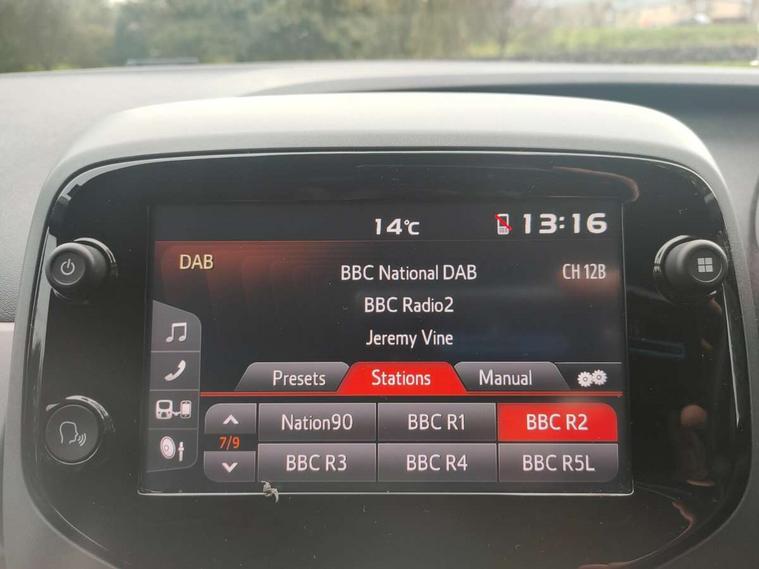 14°C 13:16
DAB
BBC National DAB CH 12B
BBC Radio2
Jeremy Vine
Presets Stations Manual
Nation90 BBC R1 BBC R2
7/9
BBC R3 BBC R4 BBC R5L